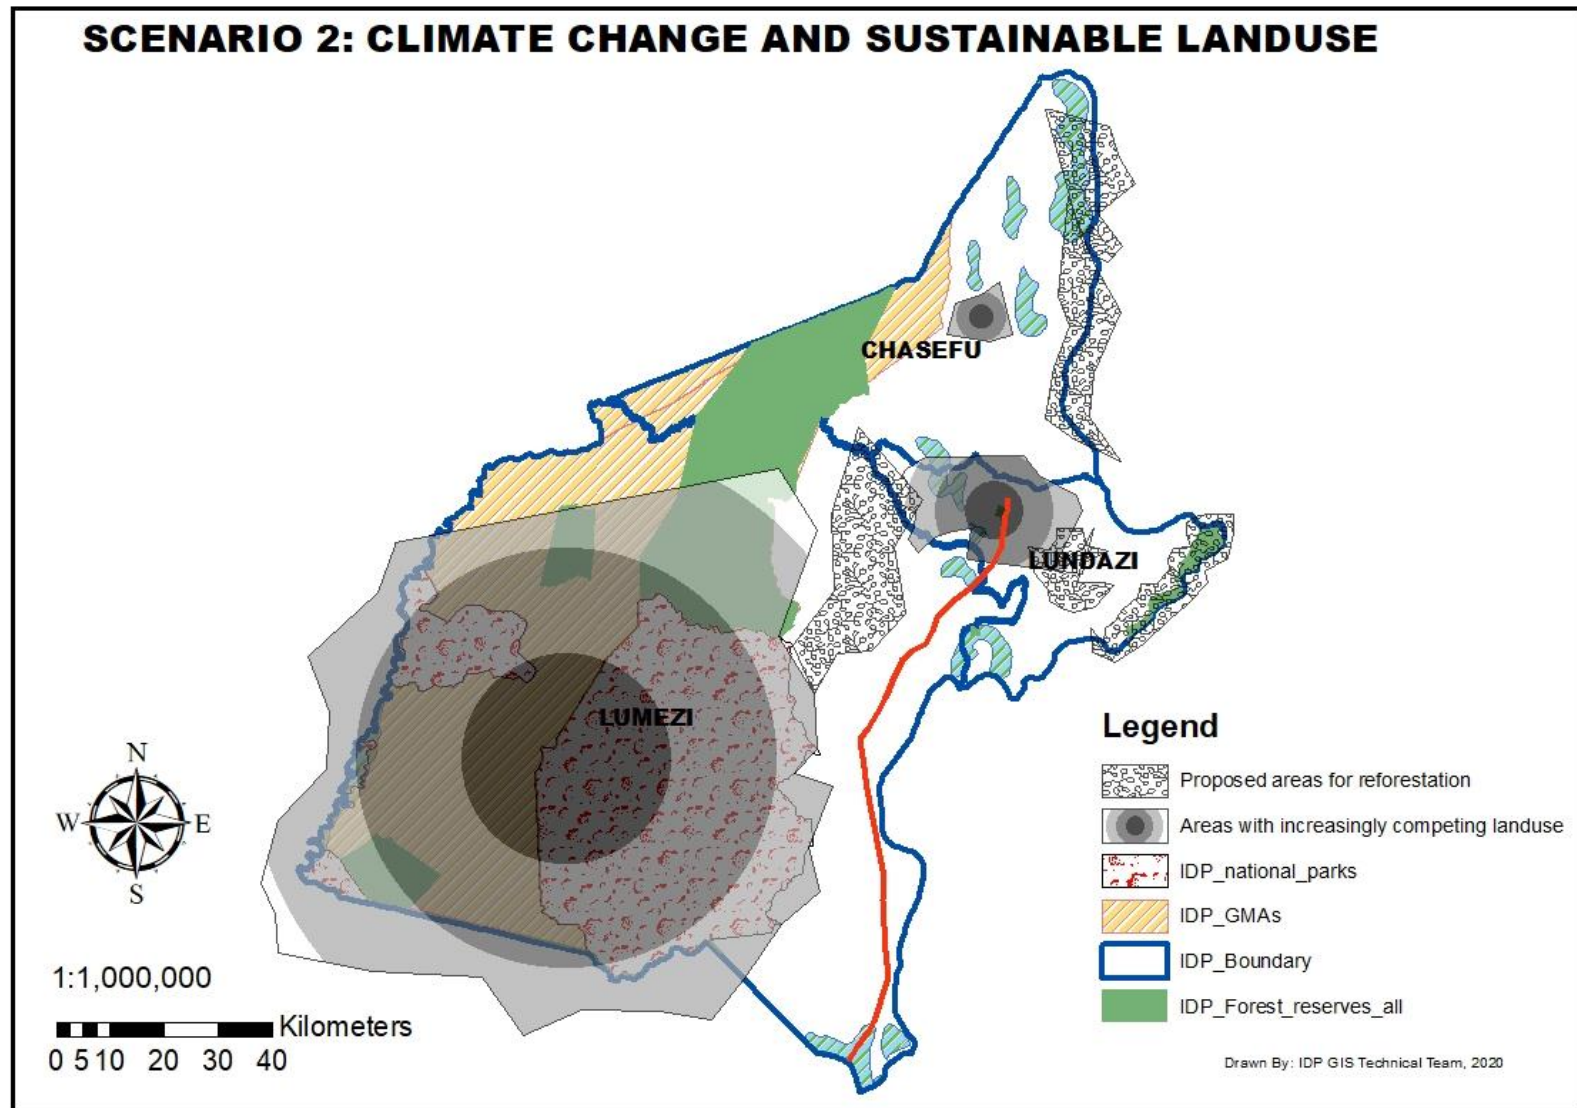 SCENARIO 2: CLIMATE CHANGE AND SUSTAINABLE LANDUSE
CHASEFU
LUNDAZI
LUMEZI
Legend
Proposed areas for reforestation
Areas with increasingly competing landuse
IDP_national_parks
IDP_GMAs
IDP_Boundary
IDP_Forest_reserves_all
N
W E
S
1:1,000,000
Kilometers
0 5 10 20 30 40
Drawn By: IDP GIS Technical Team, 2020